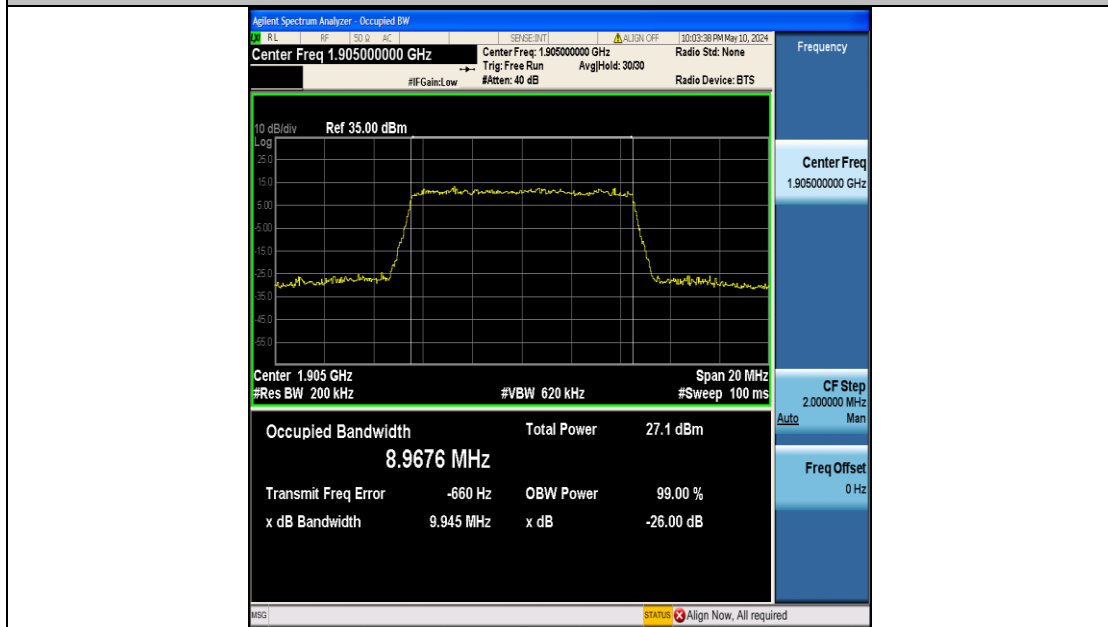 Agilent Spectrum Analyzer - Occupied BW
LXI RL RF 50 Ω AC SENSE:INT ALIGN OFF 10:03:38 PM May 10, 2024
Center Freq 1.905000000 GHz Center Freq: 1.905000000 GHz Radio Std: None
Trig: Free Run Avg|Hold: 30/30
#IFGain:Low #Atten: 40 dB Radio Device: BTS
Frequency
10 dB/div Ref 35.00 dBm
Log
25.0
15.0
5.00
-5.00
-15.0
-25.0
-35.0
-45.0
-55.0
Center 1.905 GHz Span 20 MHz
#Res BW 200 kHz #VBW 620 kHz #Sweep 100 ms
Occupied Bandwidth Total Power 27.1 dBm
8.9676 MHz
Transmit Freq Error -660 Hz OBW Power 99.00 %
x dB Bandwidth 9.945 MHz x dB -26.00 dB
Center Freq
1.905000000 GHz
CF Step
2.000000 MHz
Auto Man
Freq Offset
0 Hz
MSG STATUS Align Now, All required